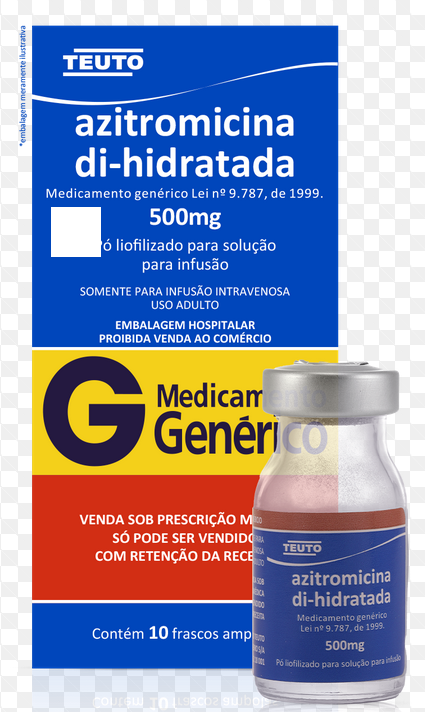 *embalagem meramente ilustrativa
TEUTO
azitromicina
di-hidratada
Medicamento genérico Lei nº 9.787, de 1999.
500mg
liofilizado para solução
para infusão
SOMENTE PARA INFUSÃO INTRAVENOSA
USO ADULTO
EMBALAGEM HOSPITALAR
PROIBIDA VENDA AO COMÉRCIO
G Medicamento
Genérico
VENDA SOB PRESCRIÇÃO
SÓ PODE SER VENDIDO
COM RETENÇÃO DA
Contém 10 frascos
TEUTO
azitromicina
di-hidratada
Medicamento genérico
Lei nº 9.787, de 1999.
500mg
Pó liofilizado para solução para infusão